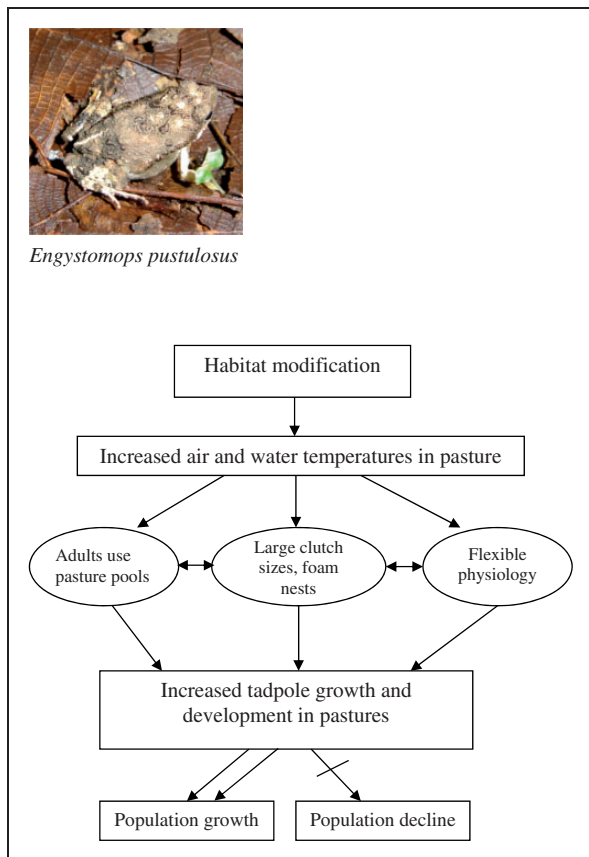 Engystomops pustulosus
Habitat modification
Increased air and water temperatures in pasture
Adults use
pasture pools
Large clutch
sizes, foam
nests
Flexible
physiology
Increased tadpole growth and
development in pastures
Population growth
Population decline